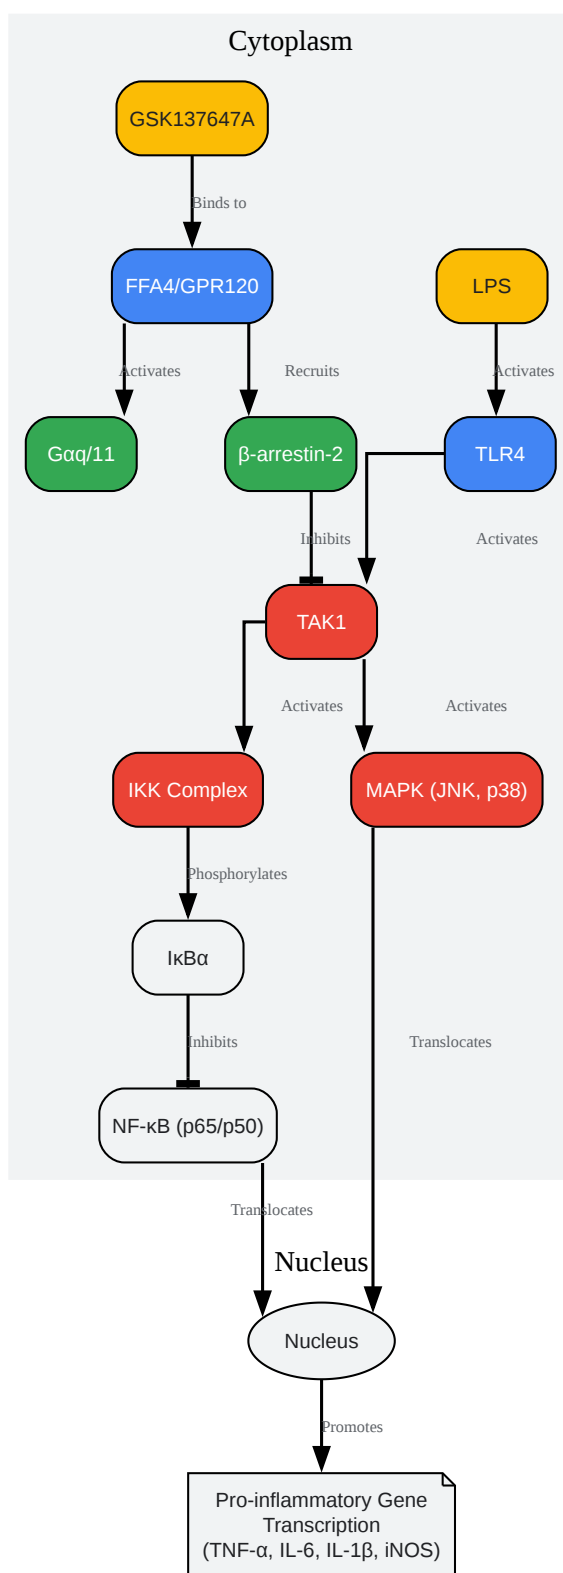 Cytoplasm
GSK137647A
Binds to
FFA4/GPR120
LPS
Activates
Recruits
Activates
Gαq/11
β-arrestin-2
TLR4
Inhibits
Activates
TAK1
Activates
Activates
IKK Complex
MAPK (JNK, p38)
Phosphorylates
IκBα
Inhibits
Translocates
NF-κB (p65/p50)
Translocates
Nucleus
Nucleus
Promotes
Pro-inflammatory Gene
Transcription
(TNF-α, IL-6, IL-1β, iNOS)